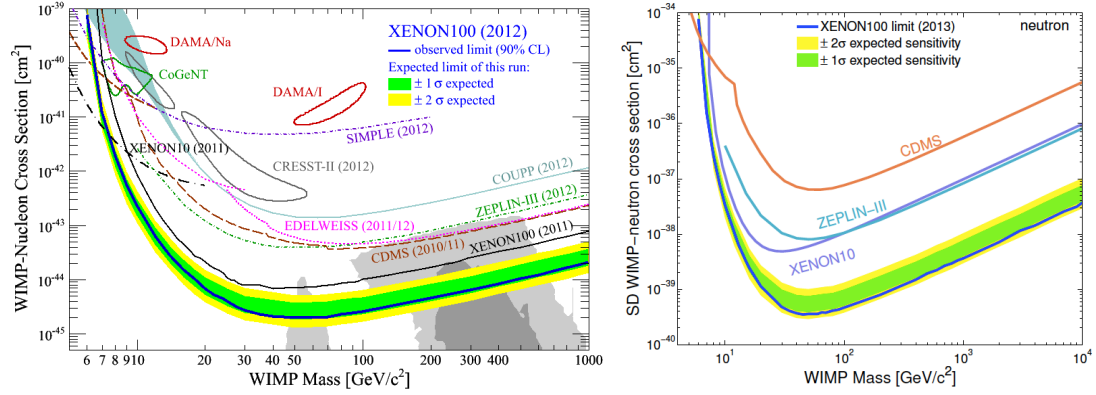 WIMP-Nucleon Cross Section [cm²]
10⁻³⁹
10⁻⁴⁰
10⁻⁴¹
10⁻⁴²
10⁻⁴³
10⁻⁴⁴
10⁻⁴⁵
DAMA/Na
CoGeNT
DAMA/I
XENON100 (2012)
observed limit (90% CL)
Expected limit of this run:
± 1 σ expected
± 2 σ expected
SIMPLE (2012)
XENON10 (2011)
CRESST-II (2012)
COUPP (2012)
ZEPLIN-III (2012)
EDELWEISS (2011/12)
CDMS (2010/11)
XENON100 (2011)
6 7 8 9 10 20 30 40 50 100 200 300 400 1000
WIMP Mass [GeV/c²]
SD WIMP-neutron cross section [cm²]
10⁻³⁴
10⁻³⁵
10⁻³⁶
10⁻³⁷
10⁻³⁸
10⁻³⁹
10⁻⁴⁰
XENON100 limit (2013)
± 2σ expected sensitivity
± 1σ expected sensitivity
neutron
CDMS
ZEPLIN-III
XENON10
10¹ 10² 10³ 10⁴
WIMP Mass [GeV/c²]